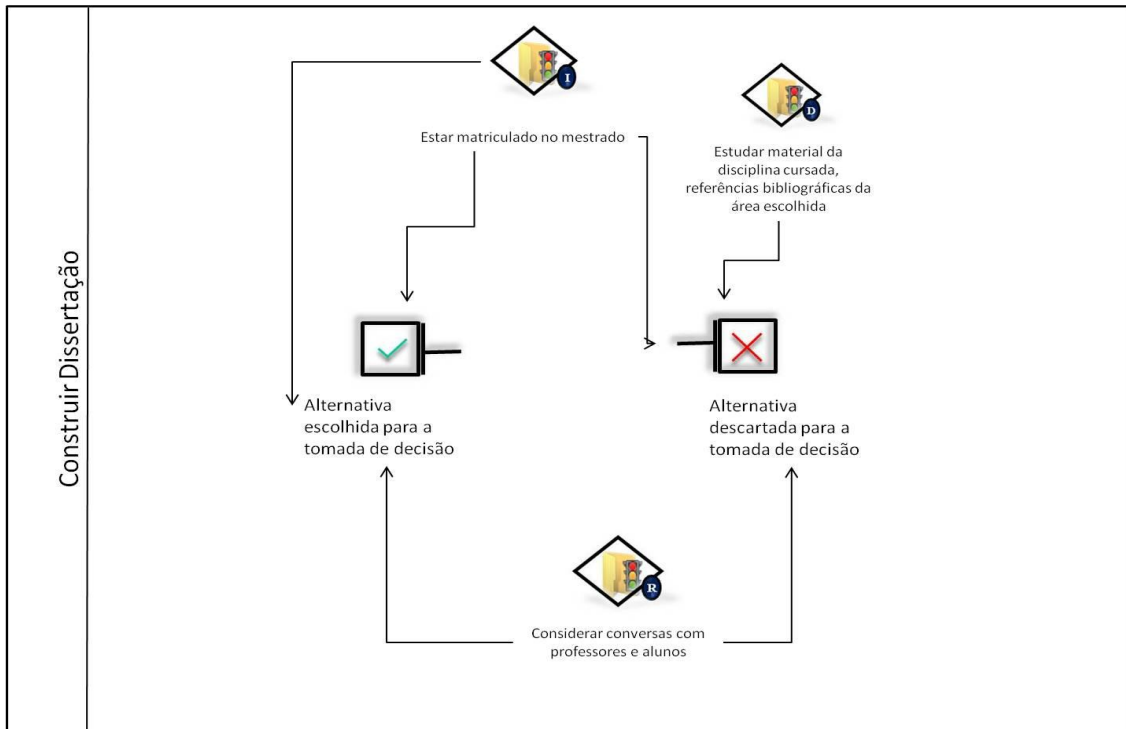 Construir Dissertação
I
D
Estar matriculado no mestrado
Estudar material da
disciplina cursada,
referências bibliográficas da
área escolhida
Alternativa
escolhida para a
tomada de decisão
Alternativa
descartada para a
tomada de decisão
R
Considerar conversas com
professores e alunos